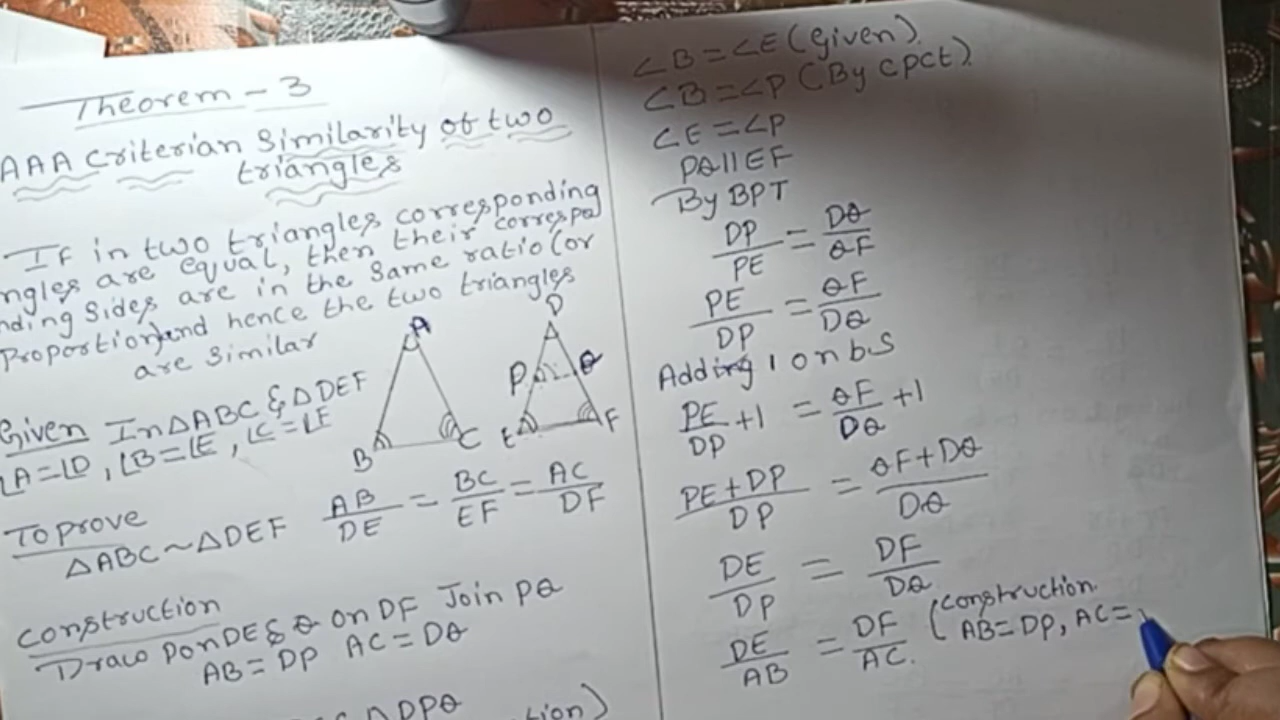 Theorem - 3
AAA Criterian Similarity of two
triangles
If in two triangles corresponding
ngles are equal, then their correspo
nding Sides are in the Same ratio (or
Proportion) and hence the two triangles
are Similar
Given In △ABC & △DEF
∠A=∠D, ∠B=∠E, ∠C=∠F
A
B
C
D
P
Q
E
F
To prove
△ABC ~ △DEF
AB/DE = BC/EF = AC/DF
Construction
Draw P on DE & Q on DF Join PQ
AB = DP AC = DQ
△DPQ
tion)
∠B = ∠E (Given)
∠B = ∠P (By cpct)
∠E = ∠P
PQ || EF
By BPT
DP/PE = DQ/QF
PE/DP = QF/DQ
Adding 1 on b.S
PE/DP + 1 = QF/DQ + 1
PE + DP/DP = QF + DQ/DQ
DE/DP = DF/DQ
DE/AB = DF/AC. (Construction
AB = DP, AC =